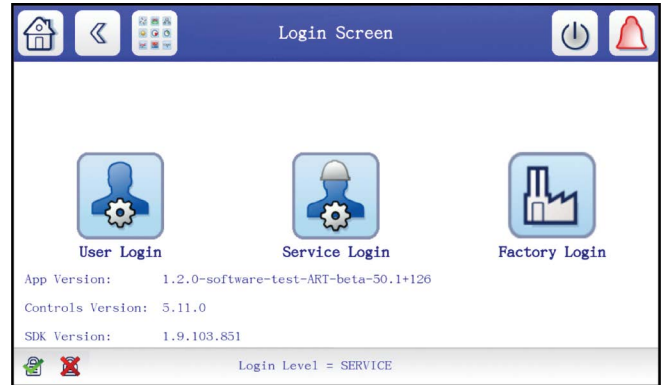 Login Screen
User Login
Service Login
Factory Login
App Version: 1.2.0-software-test-ART-beta-50.1+126
Controls Version: 5.11.0
SDK Version: 1.9.103.851
Login Level = SERVICE